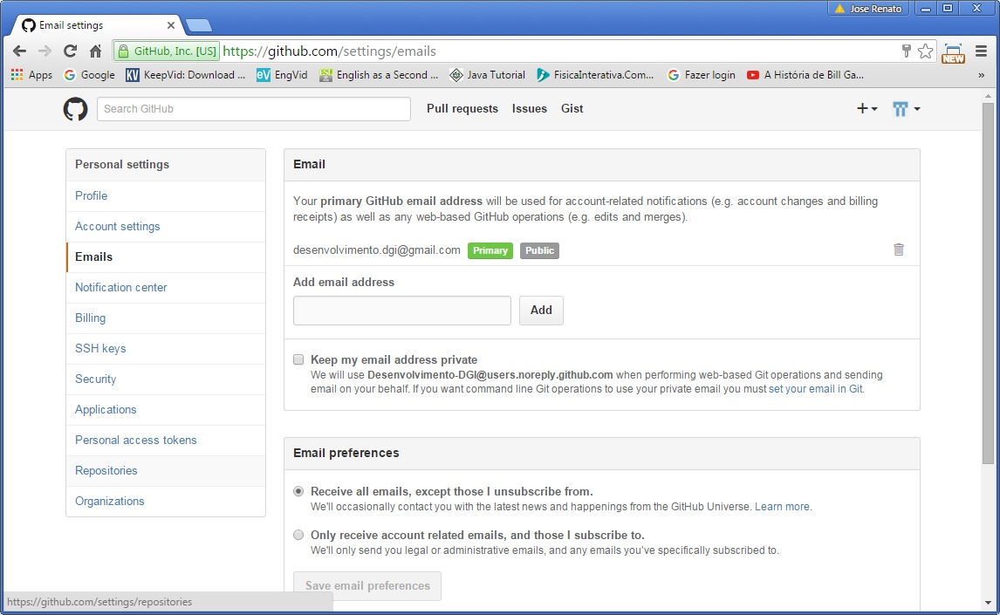 Jose Renato
Email settings
GitHub, Inc. [US] https://github.com/settings/emails
NEW
Apps
Google
KV KeepVid: Download ...
eV EngVid
ESL English as a Second ...
Java Tutorial
FisicaInterativa.Com...
Fazer login
A História de Bill Ga...
»
Search GitHub
Pull requests
Issues
Gist
Personal settings
Profile
Account settings
Emails
Notification center
Billing
SSH keys
Security
Applications
Personal access tokens
Repositories
Organizations
Email
Your primary GitHub email address will be used for account-related notifications (e.g. account changes and billing
receipts) as well as any web-based GitHub operations (e.g. edits and merges).
desenvolvimento.dgi@gmail.com Primary Public
Add email address
Add
Keep my email address private
We will use Desenvolvimento-DGI@users.noreply.github.com when performing web-based Git operations and sending
email on your behalf. If you want command line Git operations to use your private email you must set your email in Git.
Email preferences
Receive all emails, except those I unsubscribe from.
We'll occasionally contact you with the latest news and happenings from the GitHub Universe. Learn more.
Only receive account related emails, and those I subscribe to.
We'll only send you legal or administrative emails, and any emails you've specifically subscribed to.
Save email preferences
https://github.com/settings/repositories